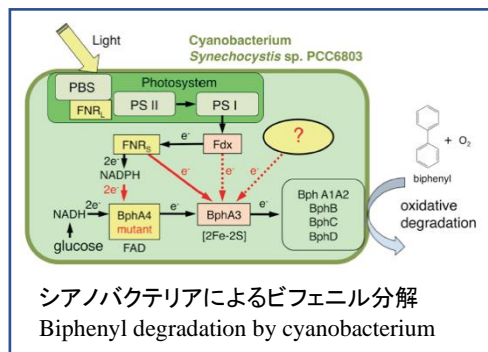 Light
Cyanobacterium
Synechocystis sp. PCC6803
Photosystem
PBS
FNRL
PS II
PS I
FNRS
e-
Fdx
?
2e-
NADPH
e-
e-
e-
2e-
NADH
2e-
BphA4
mutant
e-
BphA3
e-
Bph A1A2
BphB
BphC
BphD
glucose
FAD
[2Fe-2S]
+ O2
biphenyl
oxidative
degradation
シアノバクテリアによるビフェニル分解
Biphenyl degradation by cyanobacterium